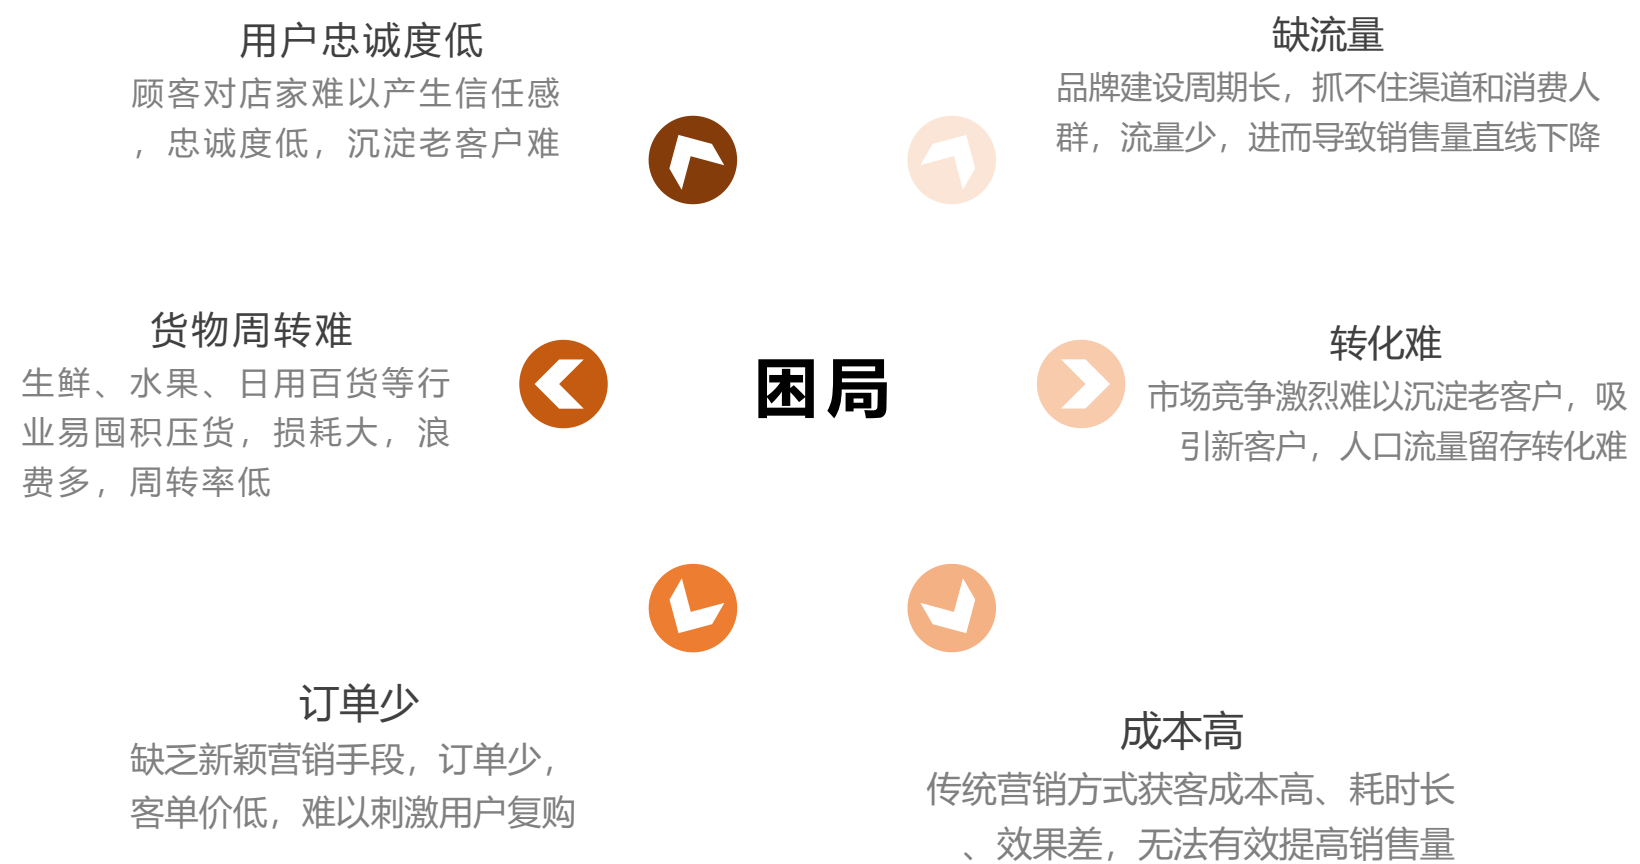 用户忠诚度低
顾客对店家难以产生信任感
，忠诚度低，沉淀老客户难
缺流量
品牌建设周期长，抓不住渠道和消费人
群，流量少，进而导致销售量直线下降
货物周转难
生鲜、水果、日用百货等行
业易囤积压货，损耗大，浪
费多，周转率低
困局
转化难
市场竞争激烈难以沉淀老客户，吸
引新客户，人口流量留存转化难
订单少
缺乏新颖营销手段，订单少，
客单价低，难以刺激用户复购
成本高
传统营销方式获客成本高、耗时长
、效果差，无法有效提高销售量